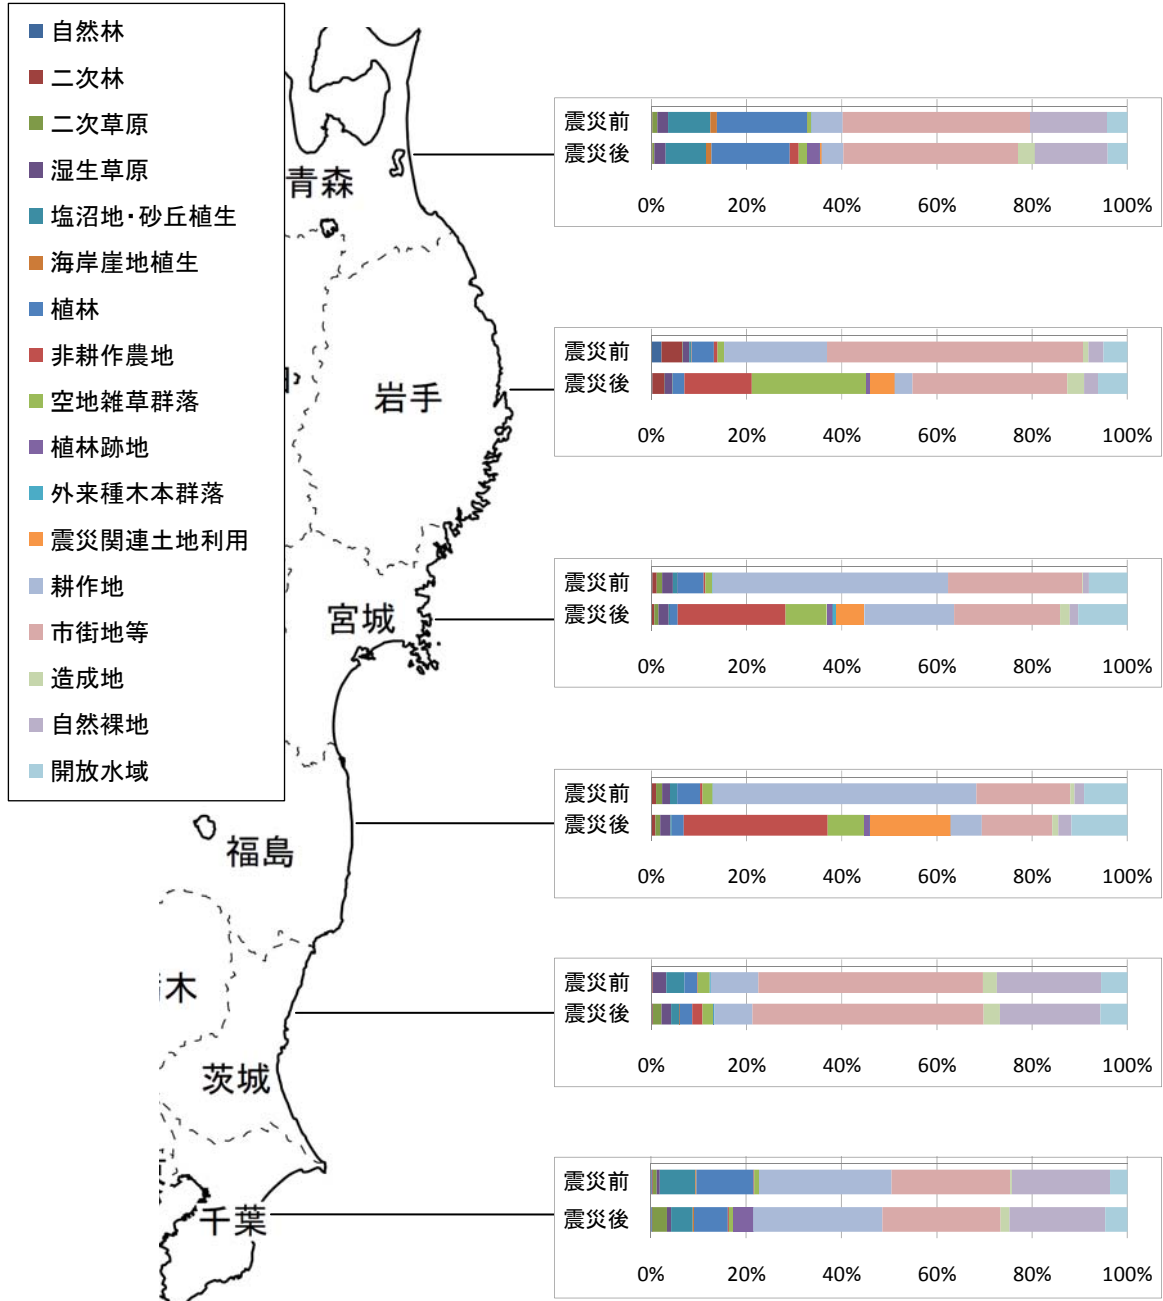 自然林
二次林
二次草原
湿生草原
塩沼地・砂丘植生
海岸崖地植生
植林
非耕作農地
空地雑草群落
植林跡地
外来種木本群落
震災関連土地利用
耕作地
市街地等
造成地
自然裸地
開放水域
青森
岩手
宮城
福島
木
茨城
千葉
震災前
震災後
0% 20% 40% 60% 80% 100%
震災前
震災後
0% 20% 40% 60% 80% 100%
震災前
震災後
0% 20% 40% 60% 80% 100%
震災前
震災後
0% 20% 40% 60% 80% 100%
震災前
震災後
0% 20% 40% 60% 80% 100%
震災前
震災後
0% 20% 40% 60% 80% 100%